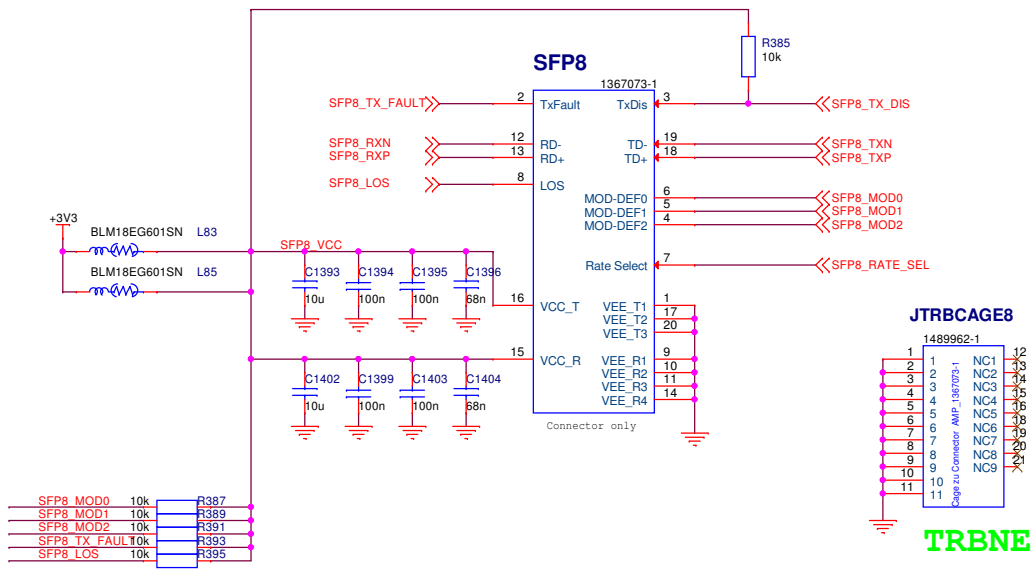 R385
10k
SFP8
1367073-1
SFP8_TX_FAULT 2 TxFault TxDis 3 SFP8_TX_DIS
SFP8_RXN 12 RD- TD- 19 SFP8_TXN
SFP8_RXP 13 RD+ TD+ 18 SFP8_TXP
SFP8_LOS 8 LOS
MOD-DEF0 6 SFP8_MOD0
MOD-DEF1 5 SFP8_MOD1
MOD-DEF2 4 SFP8_MOD2
+3V3
BLM18EG601SN L83
SFP8_VCC
Rate Select 7 SFP8_RATE_SEL
BLM18EG601SN L85
C1393 C1394 C1395 C1396
10u 100n 100n 68n
16 VCC_T VEE_T1 1
VEE_T2 17
VEE_T3 20
15 VCC_R VEE_R1 9
VEE_R2 10
VEE_R3 11
VEE_R4 14
C1402 C1399 C1403 C1404
10u 100n 100n 68n
Connector only
JTRBCAGE8
1489962-1
1 1 NC1 12
2 2 NC2 13
3 3 NC3 14
4 4 NC4 15
5 5 NC5 16
6 6 NC6 18
7 7 NC7 19
8 8 NC8 20
9 9 NC9 21
10 10
11 11
Cage zu Connector AMP_1367073-1
SFP8_MOD0 10k R387
SFP8_MOD1 10k R389
SFP8_MOD2 10k R391
SFP8_TX_FAULT 10k R393
SFP8_LOS 10k R395
TRBNE